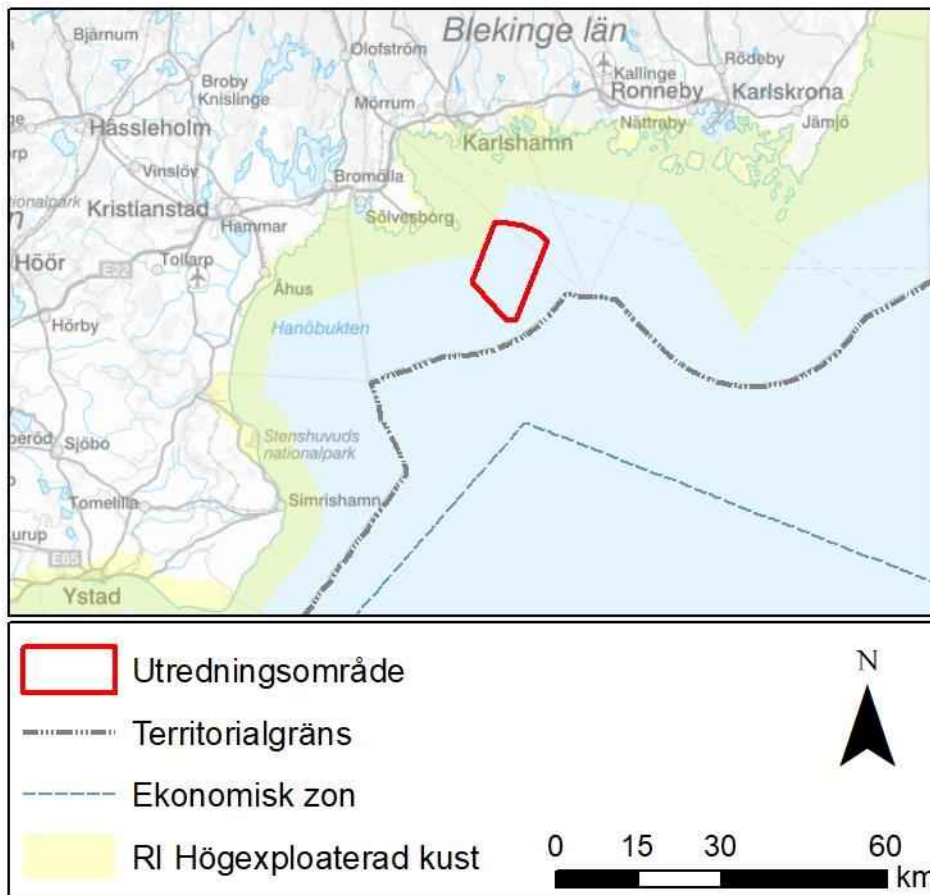 Blekinge län
Bjärnum
Olofström
Rödeby
Broby
Kallinge
Knislinge
Ronneby
Karlskrona
Mörrum
Hässleholm
Nättraby
Jämjö
Karlshamn
Vinslöv
Bromölla
nationalpark
Kristianstad
Hammar
Sölvesborg
Tollarp
Höör
E22
Åhus
Hörby
Hanöbukten
Sjöbo
Stenshuvuds
nationalpark
Tomelilla
Simrishamn
E65
Ystad
Utredningsområde
N
Territorialgräns
Ekonomisk zon
RI Högexploaterad kust
0 15 30 60
km